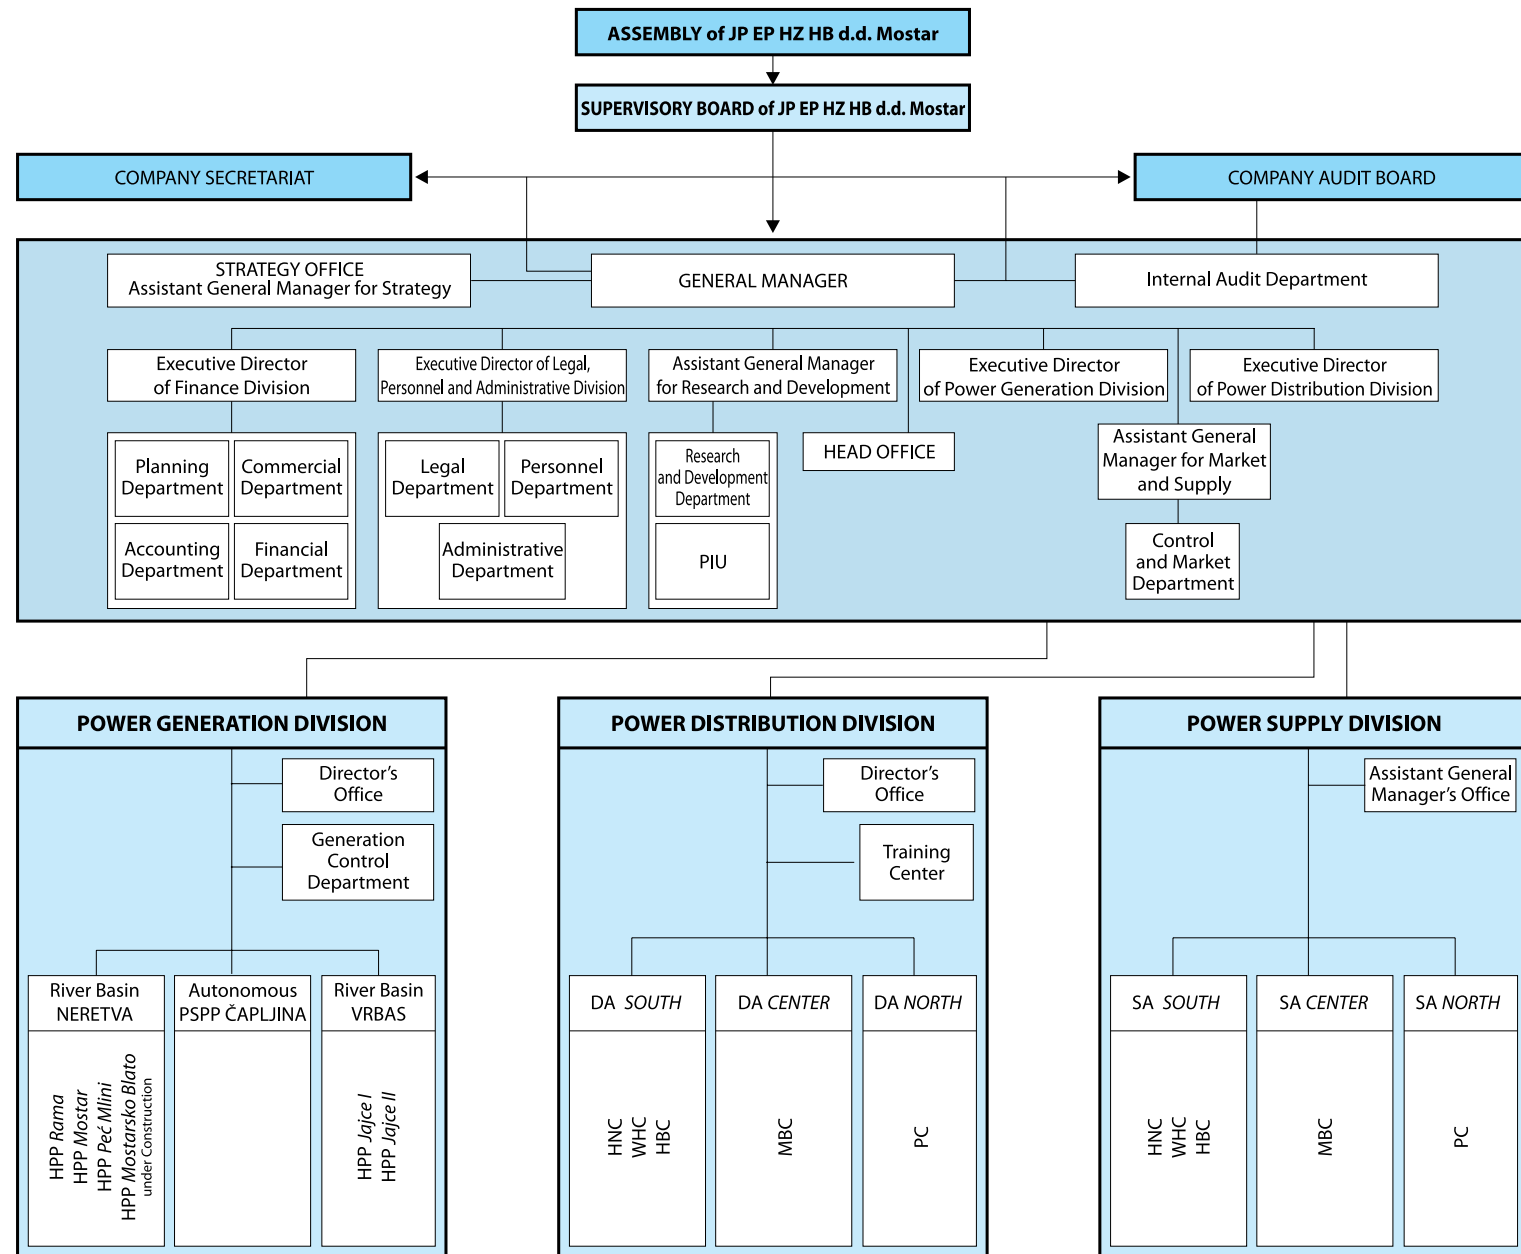 ASSEMBLY of JP EP HZ HB d.d. Mostar
SUPERVISORY BOARD of JP EP HZ HB d.d. Mostar
COMPANY SECRETARIAT
COMPANY AUDIT BOARD
STRATEGY OFFICE
Assistant General Manager for Strategy
GENERAL MANAGER
Internal Audit Department
Executive Director
of Finance Division
Executive Director of Legal,
Personnel and Administrative Division
Assistant General Manager
for Research and Development
Executive Director
of Power Generation Division
Executive Director
of Power Distribution Division
Planning
Department
Commercial
Department
Accounting
Department
Financial
Department
Legal
Department
Personnel
Department
Administrative
Department
Research
and Development
Department
PIU
HEAD OFFICE
Assistant General
Manager for Market
and Supply
Control
and Market
Department
POWER GENERATION DIVISION
Director's
Office
Generation
Control
Department
River Basin
NERETVA
HPP Rama
HPP Mostar
HPP Peć Mlini
HPP Mostarsko Blato
under Construction
Autonomous
PSPP ČAPLJINA
River Basin
VRBAS
HPP Jajce I
HPP Jajce II
POWER DISTRIBUTION DIVISION
Director's
Office
Training
Center
DA SOUTH
HNC
WHC
HBC
DA CENTER
MBC
DA NORTH
PC
POWER SUPPLY DIVISION
Assistant General
Manager's Office
SA SOUTH
HNC
WHC
HBC
SA CENTER
MBC
SA NORTH
PC